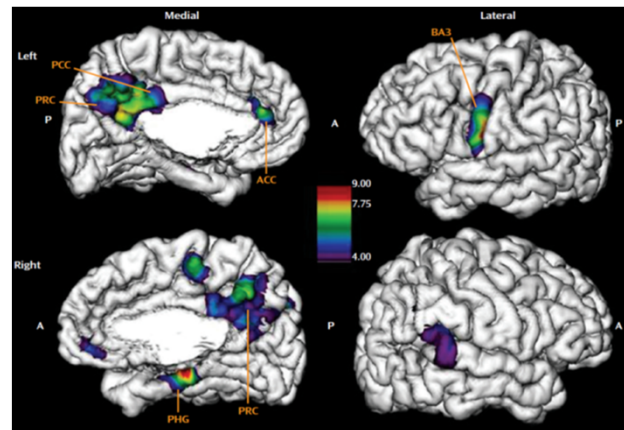 Medial
Lateral
Left
BA3
PCC
PRC
P
A
P
ACC
9.00
7.75
4.00
Right
A
P
A
PHG
PRC